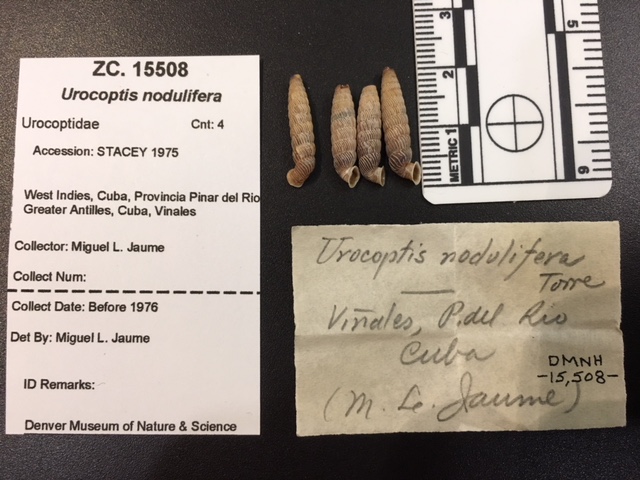 ZC. 15508
Urocoptis nodulifera
Urocoptidae Cnt: 4
Accession: STACEY 1975
West Indies, Cuba, Provincia Pinar del Rio
Greater Antilles, Cuba, Vinales
Collector: Miguel L. Jaume
Collect Num:
Collect Date: Before 1976
Det By: Miguel L. Jaume
ID Remarks:
Denver Museum of Nature & Science
METRIC 1
2
3
5
6
Urocoptis nodulifera
Torre
Viñales, P. del Rio
Cuba
(M. L. Jaume)
DMNH
-15,508-